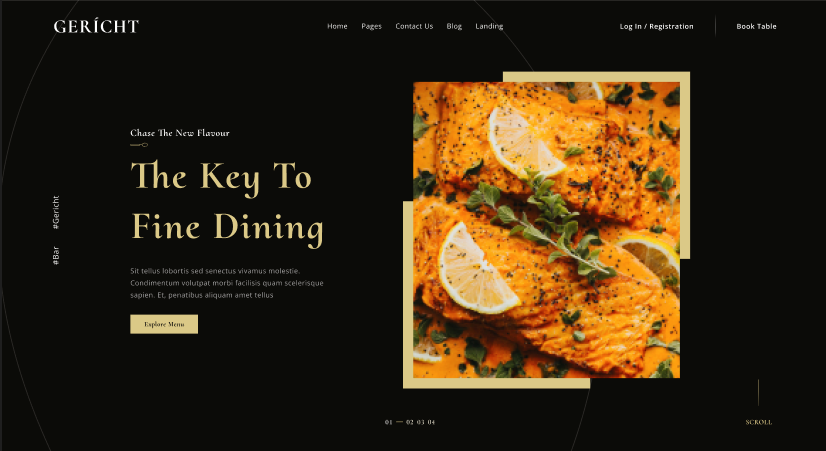 GERÍCHT
Home Pages Contact Us Blog Landing
Log In / Registration
Book Table
Chase The New Flavour
The Key To
Fine Dining
#Gericht
#Bar
Sit tellus lobortis sed senectus vivamus molestie.
Condimentum volutpat morbi facilisis quam scelerisque
sapien. Et, penatibus aliquam amet tellus
Explore Menu
01 — 02 03 04
SCROLL